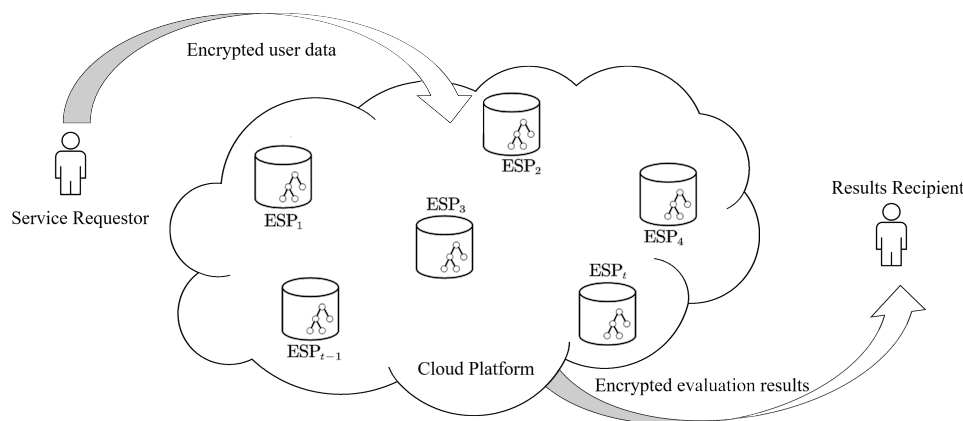 Encrypted user data
ESP₂
Service Requestor
ESP₁
ESP₃
ESP₄
Results Recipient
ESPₜ
ESPₜ₋₁
Cloud Platform
Encrypted evaluation results